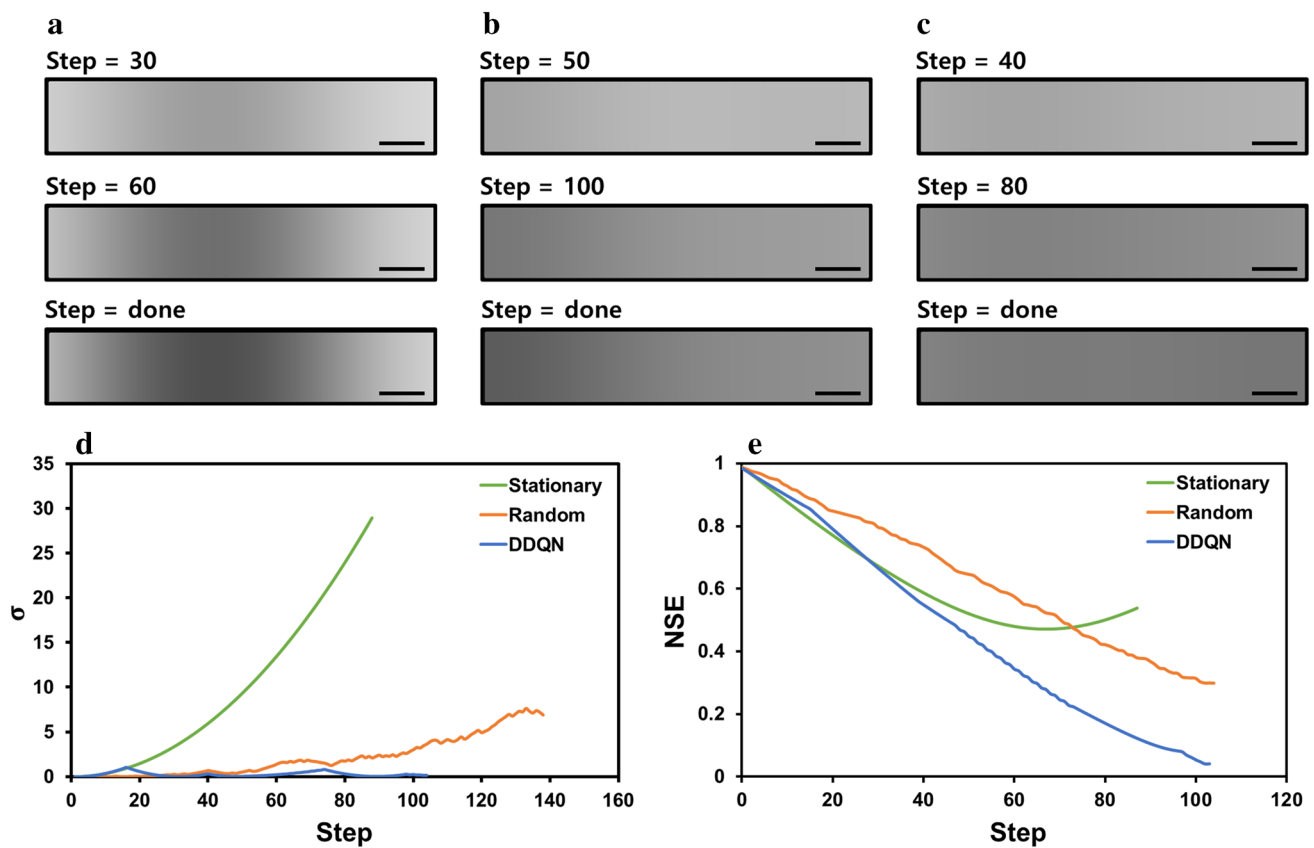 a
Step = 30
Step = 60
Step = done
b
Step = 50
Step = 100
Step = done
c
Step = 40
Step = 80
Step = done
d
35
30
25
20
15
10
5
0
σ
0 20 40 60 80 100 120 140 160
Step
Stationary
Random
DDQN
e
1
0.8
0.6
0.4
0.2
0
NSE
0 20 40 60 80 100 120
Step
Stationary
Random
DDQN